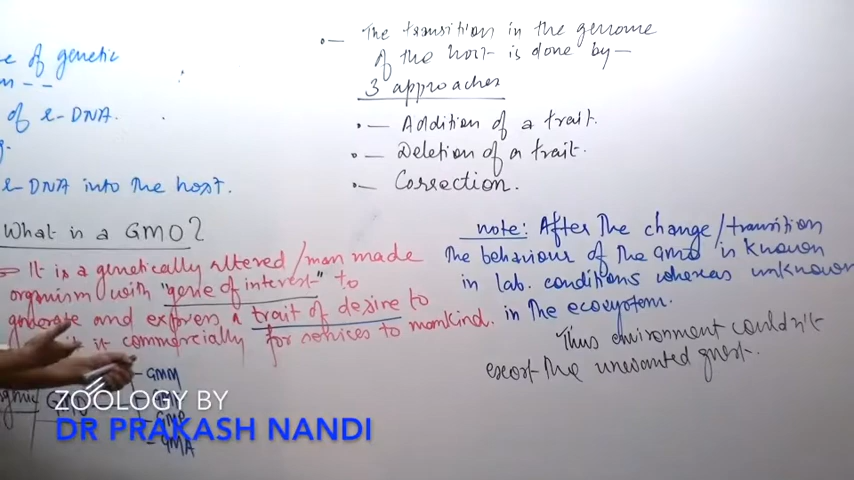 e of genetic
of r-DNA.
r-DNA into the host.
What is a GMO?
It is a genetically altered/man made
organism with "gene of interest" to
generate and express a trait of desire to
it commercially for services to mankind.
- GMM
- GMP
- GMA
The transition in the genome
of the host is done by -
3 approaches
- Addition of a trait.
- Deletion of a trait.
- Correction.
note: After the change/transition
the behaviour of the GMO is known
in lab. conditions whereas unknown
in the ecosystem.
Thus environment couldn't
escort the unwanted guest.
ZOOLOGY BY
DR PRAKASH NANDI